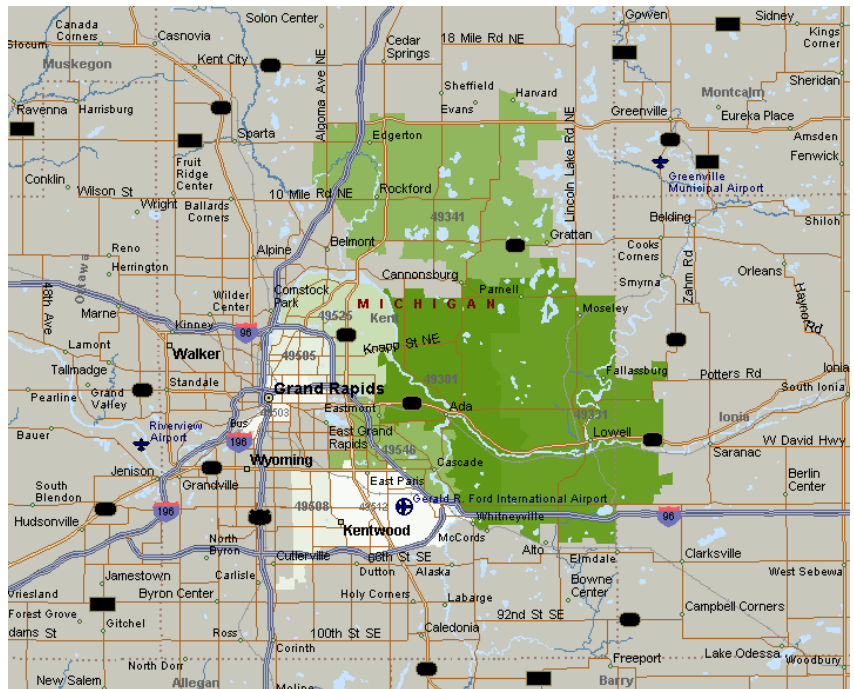 Solon Center
Gowen
Sidney
Canada
Corners
Casnovia
Kings
Corner
Slocum
Kent City
Cedar
Springs
18 Mile Rd NE
Muskegon
Algoma Ave NE
Sheffield
Harvard
Sheridan
Montcalm
Ravenna
Harrisburg
Evans
Greenville
Eureka Place
Sparta
Edgerton
Amsden
Fruit
Ridge
Center
Lincoln Lake Rd NE
Fenwick
Conklin
Wilson St
Greenville
Municipal Airport
10 Mile Rd NE
Rockford
Wright
Ballards
Corners
49341
Belding
Shiloh
Reno
Alpine
Belmont
Grattan
Cooks
Corners
Herrington
Cannonsburg
Orleans
Ottawa
48th Ave
Comstock
Park
Parnell
Smyrna
Zahm Rd
Wilder
Center
MICHIGAN
Moseley
Haynor Rd
Marne
Kent
Kinney
96
49525
Lamont
Walker
49505
Knapp St NE
Tallmadge
Fallassburg
Ionia
Standale
Grand Rapids
49301
Potters Rd
South Ionia
Pearline
Grand
Valley
49503
Eastmont
Ada
49331
Ionia
Bauer
Riverview
Airport
Bus
196
East Grand
Rapids
Lowell
W David Hwy
49546
Saranac
Jenison
Wyoming
Cascade
Berlin
Center
South
Blendon
Grandville
East Paris
Gerald R. Ford International Airport
196
49508
49512
96
Hudsonville
Kentwood
Whitneyville
North
Byron
McCords
Cutlerville
68th St SE
Alto
Elmdale
Clarksville
Jamestown
Carlisle
Dutton
Alaska
Bowne
Center
West Sebewa
Vriesland
Byron Center
Holy Corners
Labarge
Forest Grove
92nd St SE
Campbell Corners
dams St
Gitchel
Ross
100th St SE
Caledonia
Corinth
Lake Odessa
North Dorr
Freeport
Woodbury
New Salem
Allegan
Moline
Barry